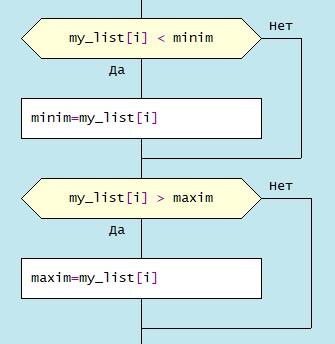 Нет
my_list[i] < minim
Да
minim=my_list[i]
Нет
my_list[i] > maxim
Да
maxim=my_list[i]